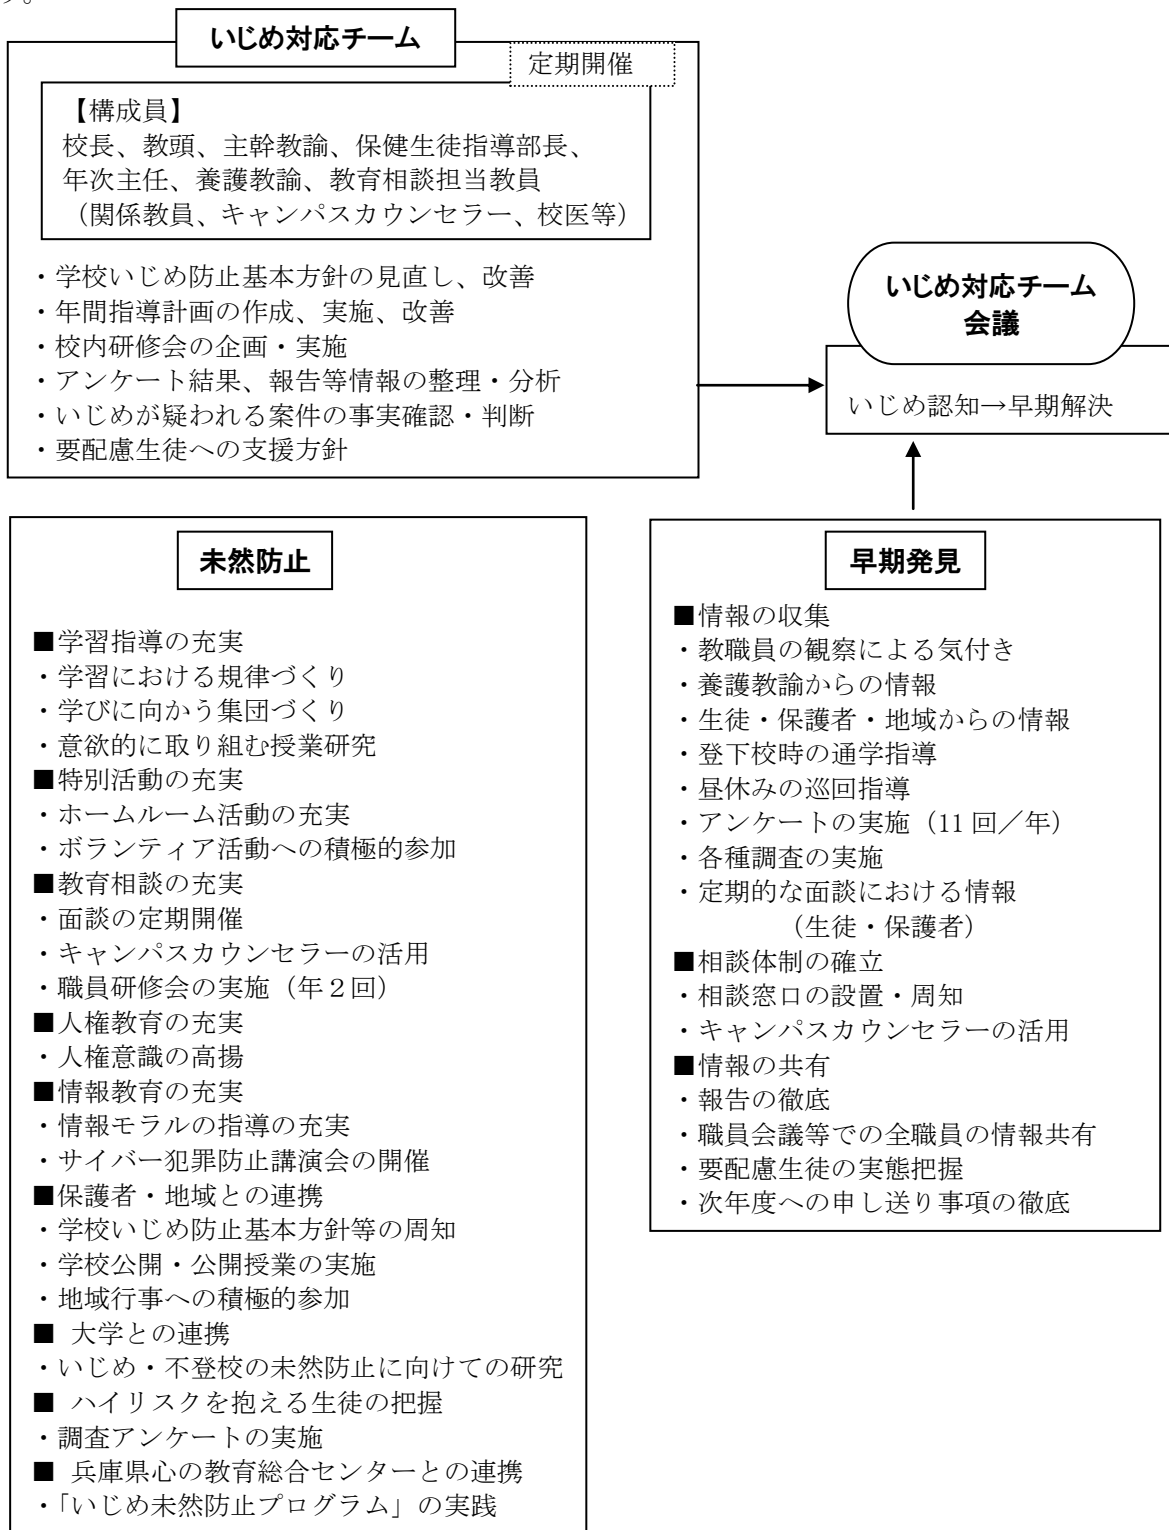 す。
いじめ対応チーム
定期開催
【構成員】
校長、教頭、主幹教諭、保健生徒指導部長、
年次主任、養護教諭、教育相談担当教員
（関係教員、キャンパスカウンセラー、校医等）
・学校いじめ防止基本方針の見直し、改善
・年間指導計画の作成、実施、改善
・校内研修会の企画・実施
・アンケート結果、報告等情報の整理・分析
・いじめが疑われる案件の事実確認・判断
・要配慮生徒への支援方針
いじめ対応チーム
会議
いじめ認知→早期解決
未然防止
■学習指導の充実
・学習における規律づくり
・学びに向かう集団づくり
・意欲的に取り組む授業研究
■特別活動の充実
・ホームルーム活動の充実
・ボランティア活動への積極的参加
■教育相談の充実
・面談の定期開催
・キャンパスカウンセラーの活用
・職員研修会の実施（年２回）
■人権教育の充実
・人権意識の高揚
■情報教育の充実
・情報モラルの指導の充実
・サイバー犯罪防止講演会の開催
■保護者・地域との連携
・学校いじめ防止基本方針等の周知
・学校公開・公開授業の実施
・地域行事への積極的参加
■ 大学との連携
・いじめ・不登校の未然防止に向けての研究
■ ハイリスクを抱える生徒の把握
・調査アンケートの実施
■ 兵庫県心の教育総合センターとの連携
・「いじめ未然防止プログラム」の実践
早期発見
■情報の収集
・教職員の観察による気付き
・養護教諭からの情報
・生徒・保護者・地域からの情報
・登下校時の通学指導
・昼休みの巡回指導
・アンケートの実施（11 回／年）
・各種調査の実施
・定期的な面談における情報
（生徒・保護者）
■相談体制の確立
・相談窓口の設置・周知
・キャンパスカウンセラーの活用
■情報の共有
・報告の徹底
・職員会議等での全職員の情報共有
・要配慮生徒の実態把握
・次年度への申し送り事項の徹底